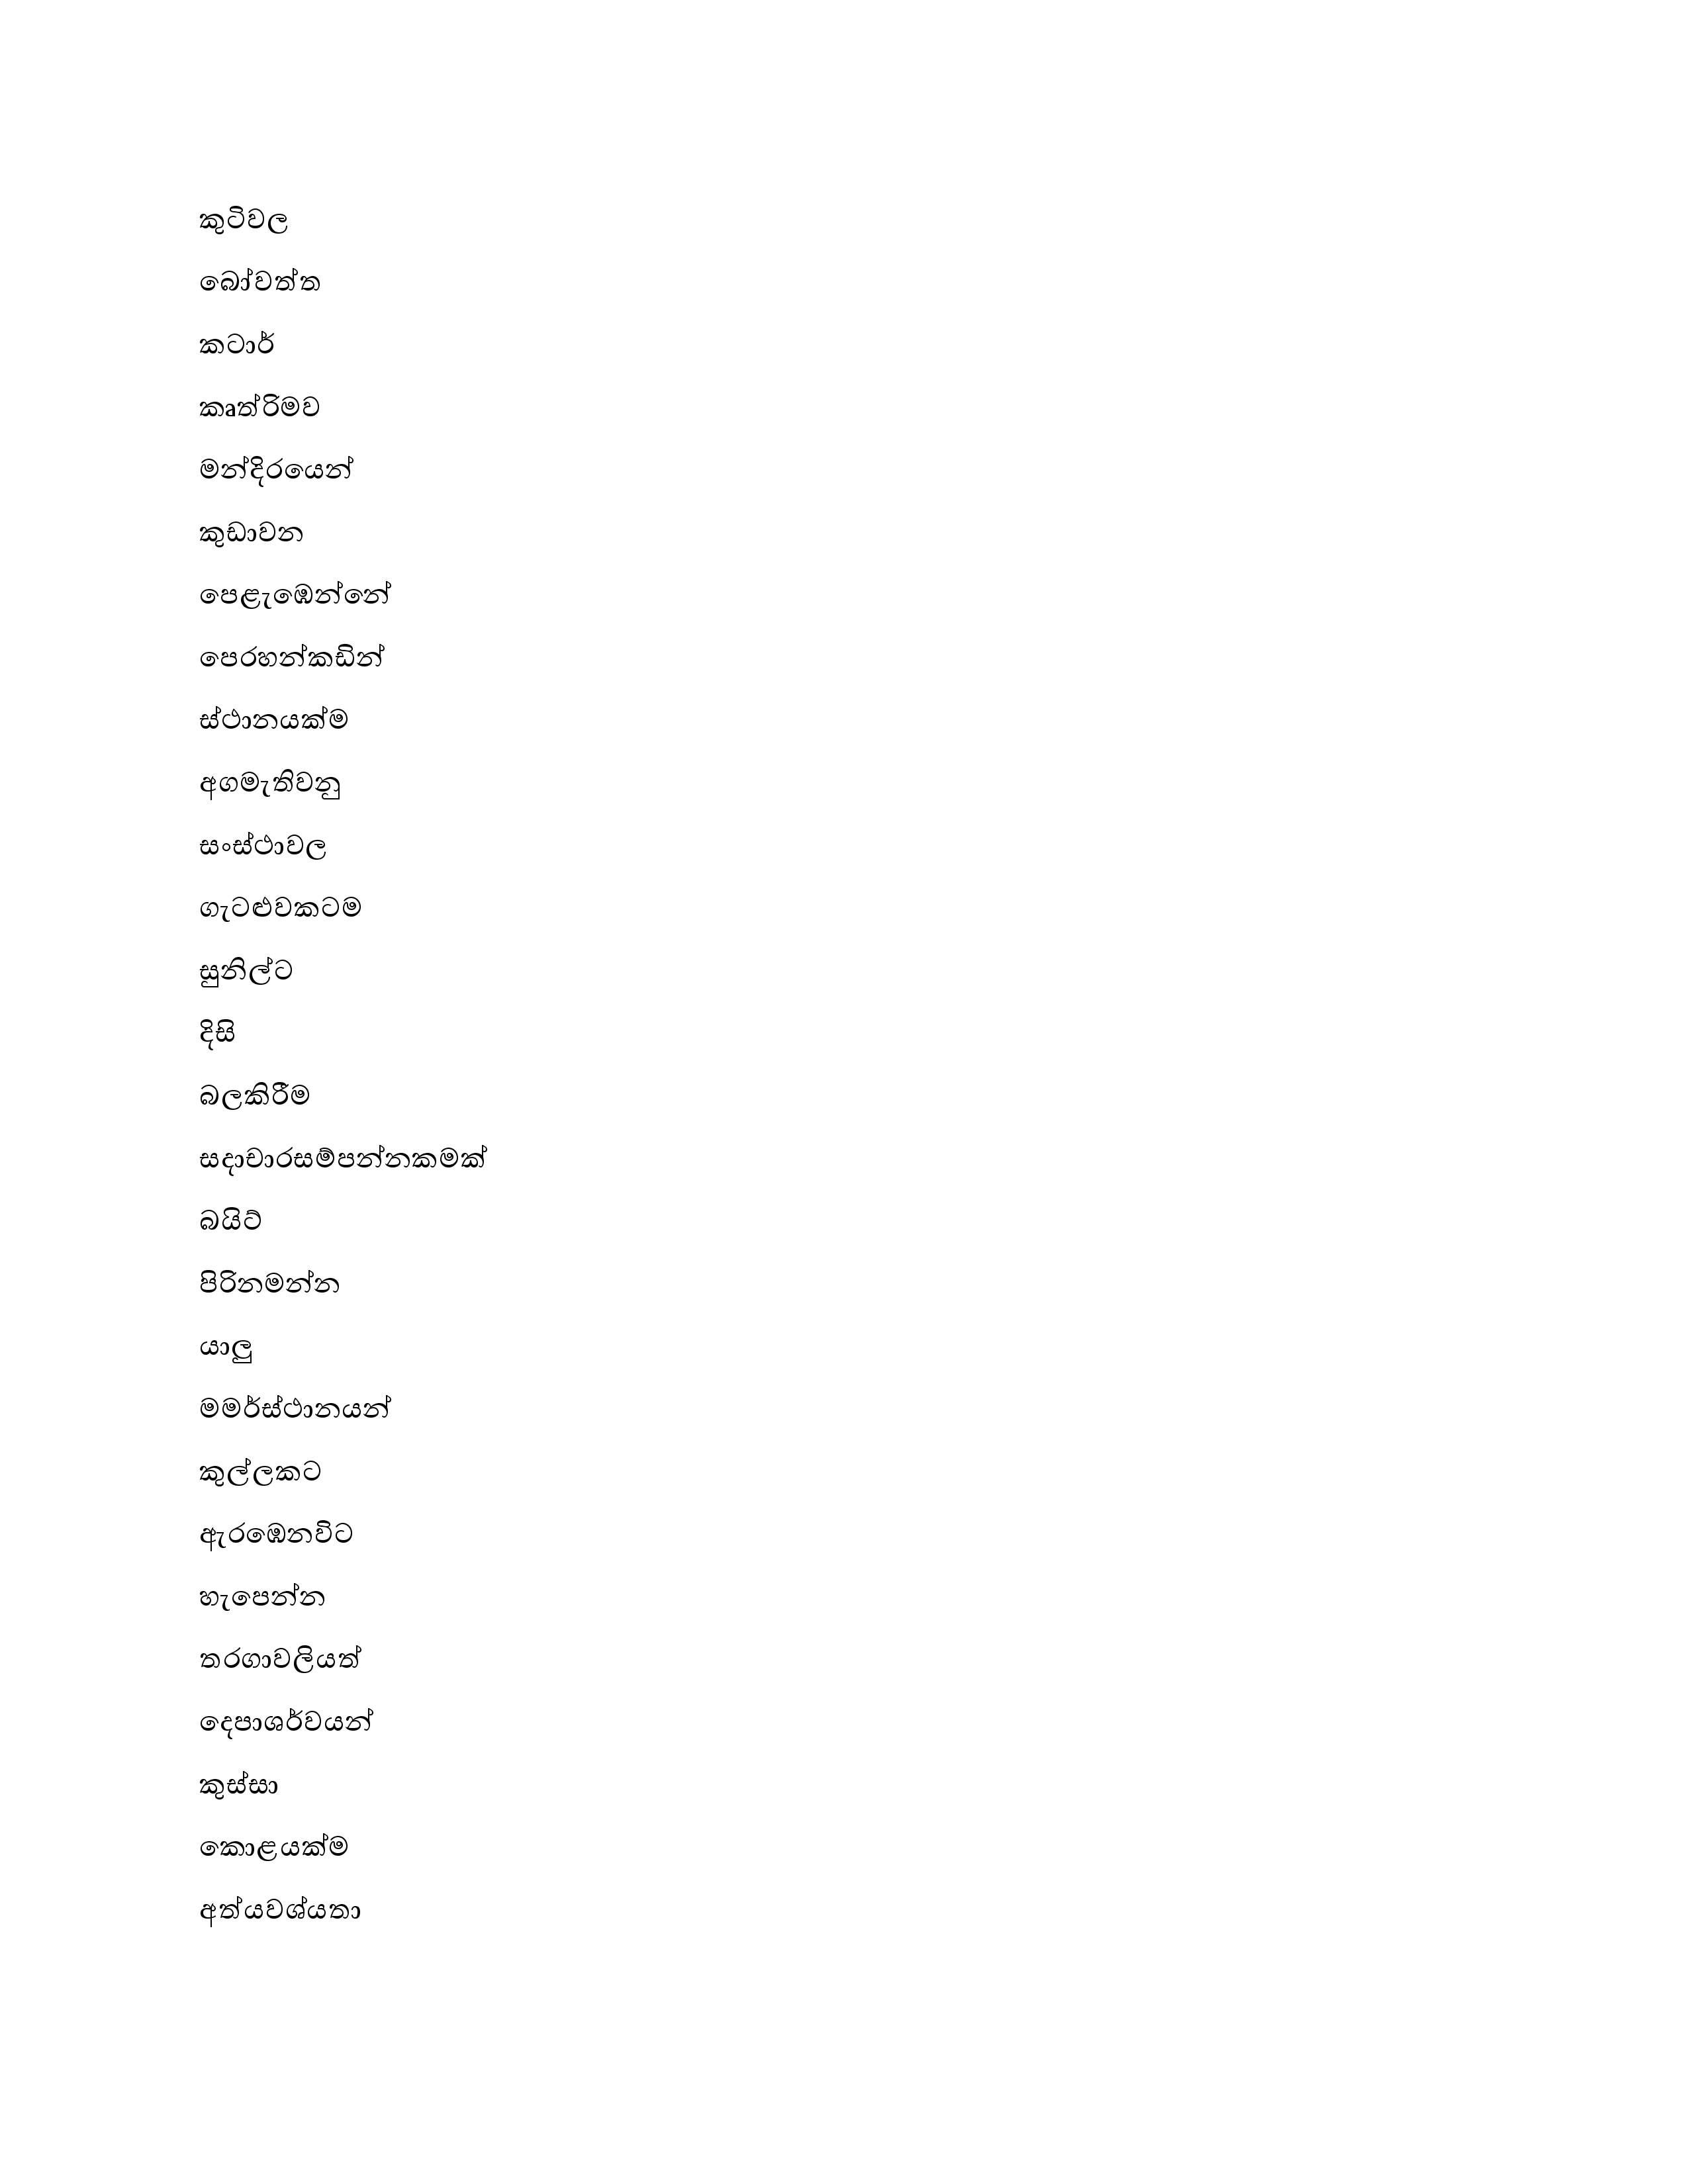 කුටිවල
බෝවත්ත
කටාර්
කෘත්රිමව
මන්දිරයෙන්
කුඩාවන
පෙළැඹෙන්නේ
පෙරහන්කඩින්
ස්ථානයක්ම
අගමැතිවනු
සංස්ථාවල
ගැටළුවකටම
සුනිල්ට
දිසි
බලකිරීම
සදාචාරසම්පන්නකමක්
බයිට්
පිරිනමන්න
යාලු
මමර්ස්ථානයන්
කුල්ලකට
ඇරඹෙනවිට
හැපෙන්න
තරගාවලියත්
දෙපාශර්වයන්
කුස්සා
කොළයක්ම
අත්යවශ්යතා